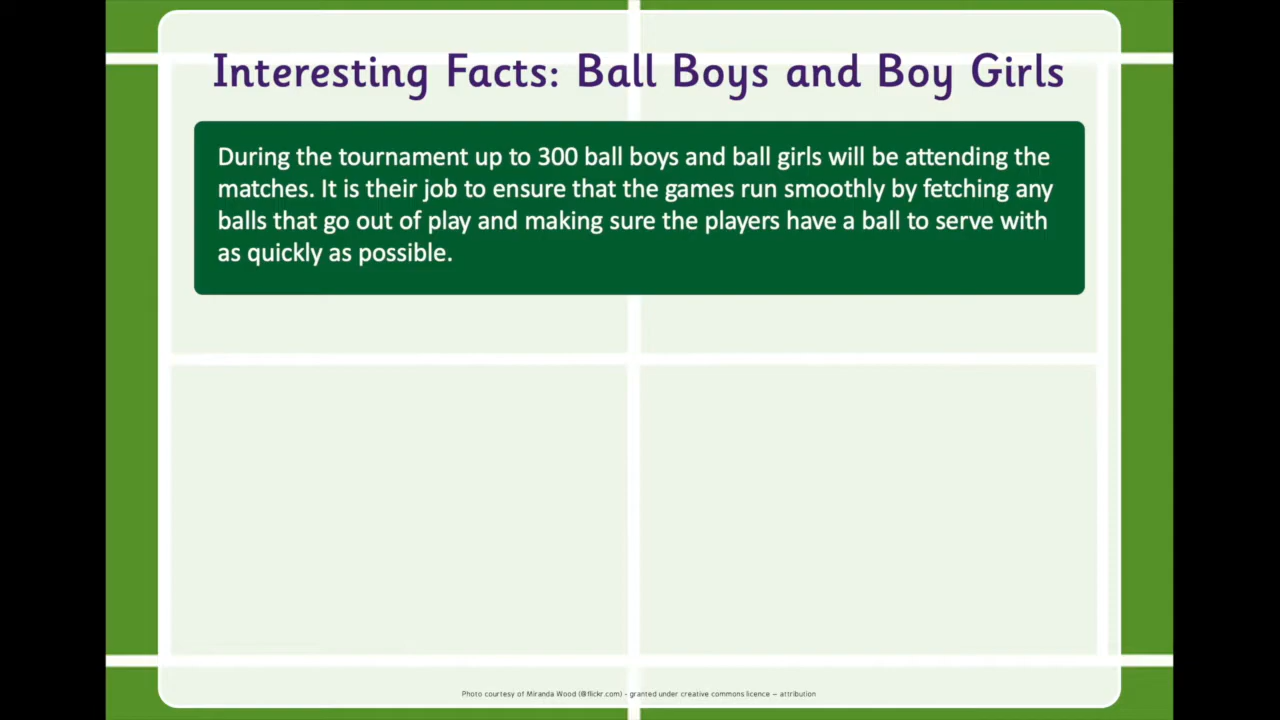 Interesting Facts: Ball Boys and Boy Girls
During the tournament up to 300 ball boys and ball girls will be attending the
matches. It is their job to ensure that the games run smoothly by fetching any
balls that go out of play and making sure the players have a ball to serve with
as quickly as possible.
Photo courtesy of Miranda Wood (@flickr.com) - granted under creative commons licence – attribution